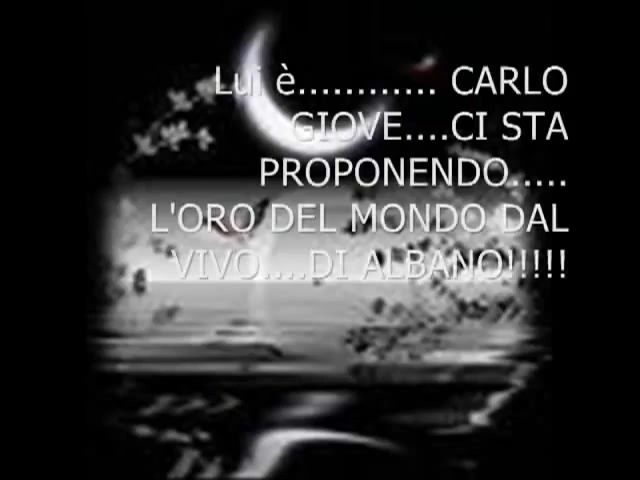 Lui è............ CARLO
GIOVE....CI STA
PROPONENDO.....
L'ORO DEL MONDO DAL
VIVO....DI ALBANO!!!!!